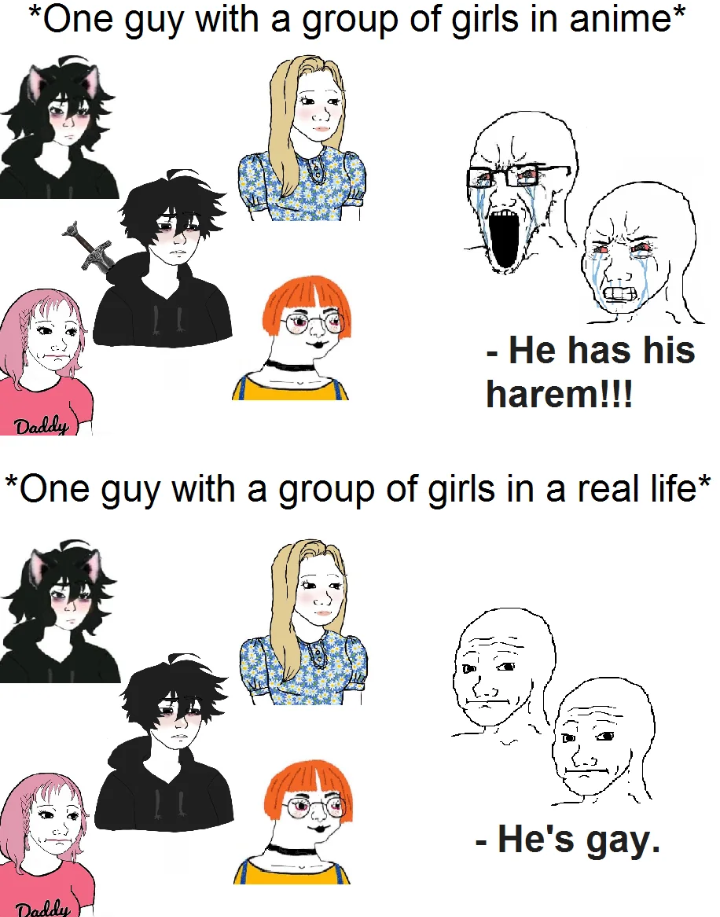 *One guy with a group of girls in anime*
Daddy
- He has his
harem!!!
*One guy with a group of girls in a real life*
Daddy
- He's gay.